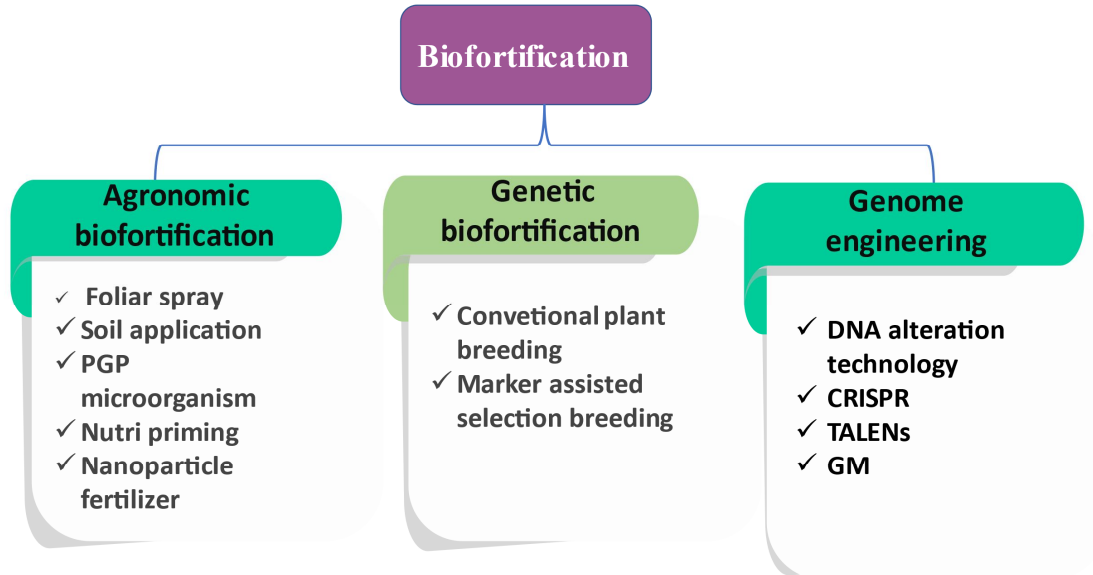 Biofortification
Agronomic
biofortification
✓ Foliar spray
✓ Soil application
✓ PGP
microorganism
✓ Nutri priming
✓ Nanoparticle
fertilizer
Genetic
biofortification
✓ Convetional plant
breeding
✓ Marker assisted
selection breeding
Genome
engineering
✓ DNA alteration
technology
✓ CRISPR
✓ TALENs
✓ GM